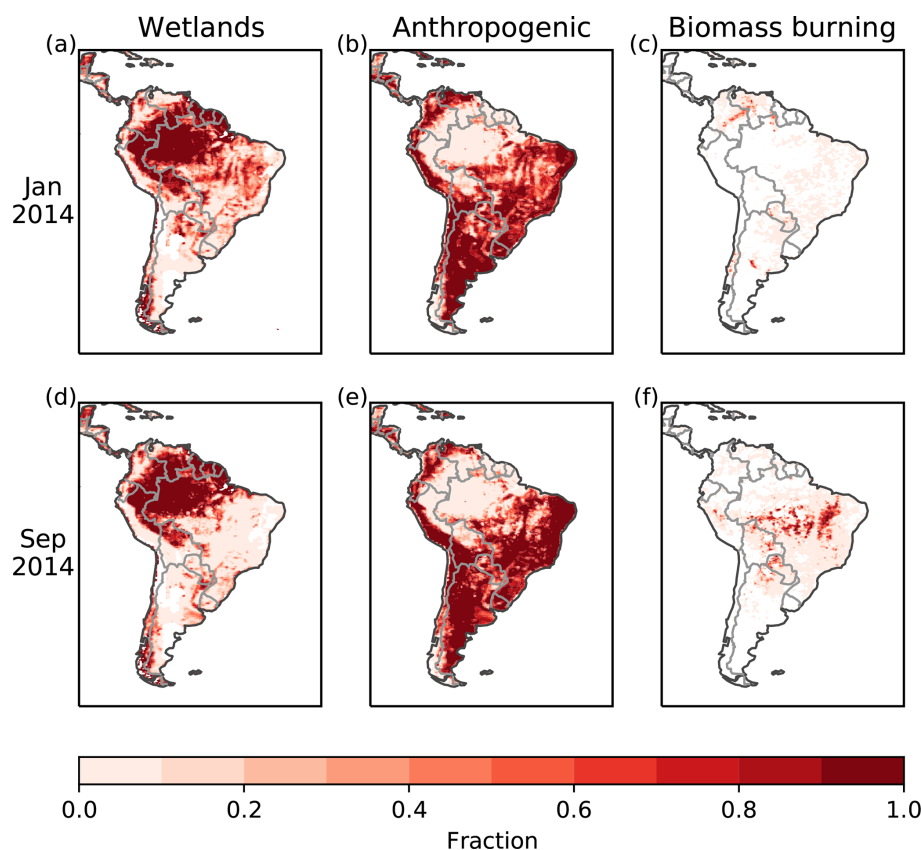 Wetlands
Anthropogenic
Biomass burning
(a)
(b)
(c)
Jan
2014
(d)
(e)
(f)
Sep
2014
0.0
0.2
0.4
0.6
0.8
1.0
Fraction